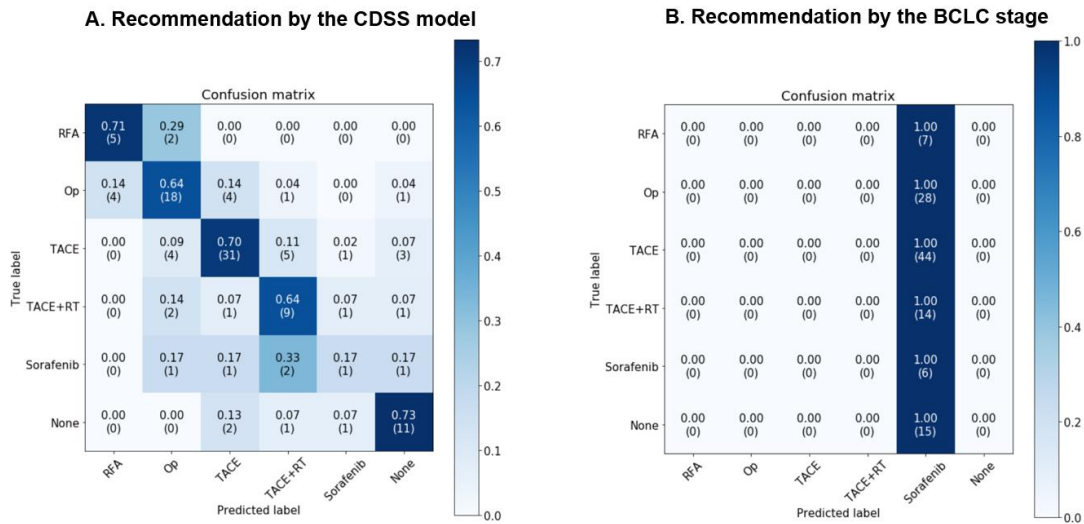 A. Recommendation by the CDSS model
Confusion matrix
True label
RFA 0.71 0.29 0.00 0.00 0.00 0.00
(5) (2) (0) (0) (0) (0)
Op 0.14 0.64 0.14 0.04 0.00 0.04
(4) (18) (4) (1) (0) (1)
TACE 0.00 0.09 0.70 0.11 0.02 0.07
(0) (4) (31) (5) (1) (3)
TACE+RT 0.00 0.14 0.07 0.64 0.07 0.07
(0) (2) (1) (9) (1) (1)
Sorafenib 0.00 0.17 0.17 0.33 0.17 0.17
(0) (1) (1) (2) (1) (1)
None 0.00 0.00 0.13 0.07 0.07 0.73
(0) (0) (2) (1) (1) (11)
RFA Op TACE TACE+RT Sorafenib None
Predicted label
0.7
0.6
0.5
0.4
0.3
0.2
0.1
0.0
B. Recommendation by the BCLC stage
Confusion matrix
True label
RFA 0.00 0.00 0.00 0.00 1.00 0.00
(0) (0) (0) (0) (7) (0)
Op 0.00 0.00 0.00 0.00 1.00 0.00
(0) (0) (0) (0) (28) (0)
TACE 0.00 0.00 0.00 0.00 1.00 0.00
(0) (0) (0) (0) (44) (0)
TACE+RT 0.00 0.00 0.00 0.00 1.00 0.00
(0) (0) (0) (0) (14) (0)
Sorafenib 0.00 0.00 0.00 0.00 1.00 0.00
(0) (0) (0) (0) (6) (0)
None 0.00 0.00 0.00 0.00 1.00 0.00
(0) (0) (0) (0) (15) (0)
RFA Op TACE TACE+RT Sorafenib None
Predicted label
1.0
0.8
0.6
0.4
0.2
0.0